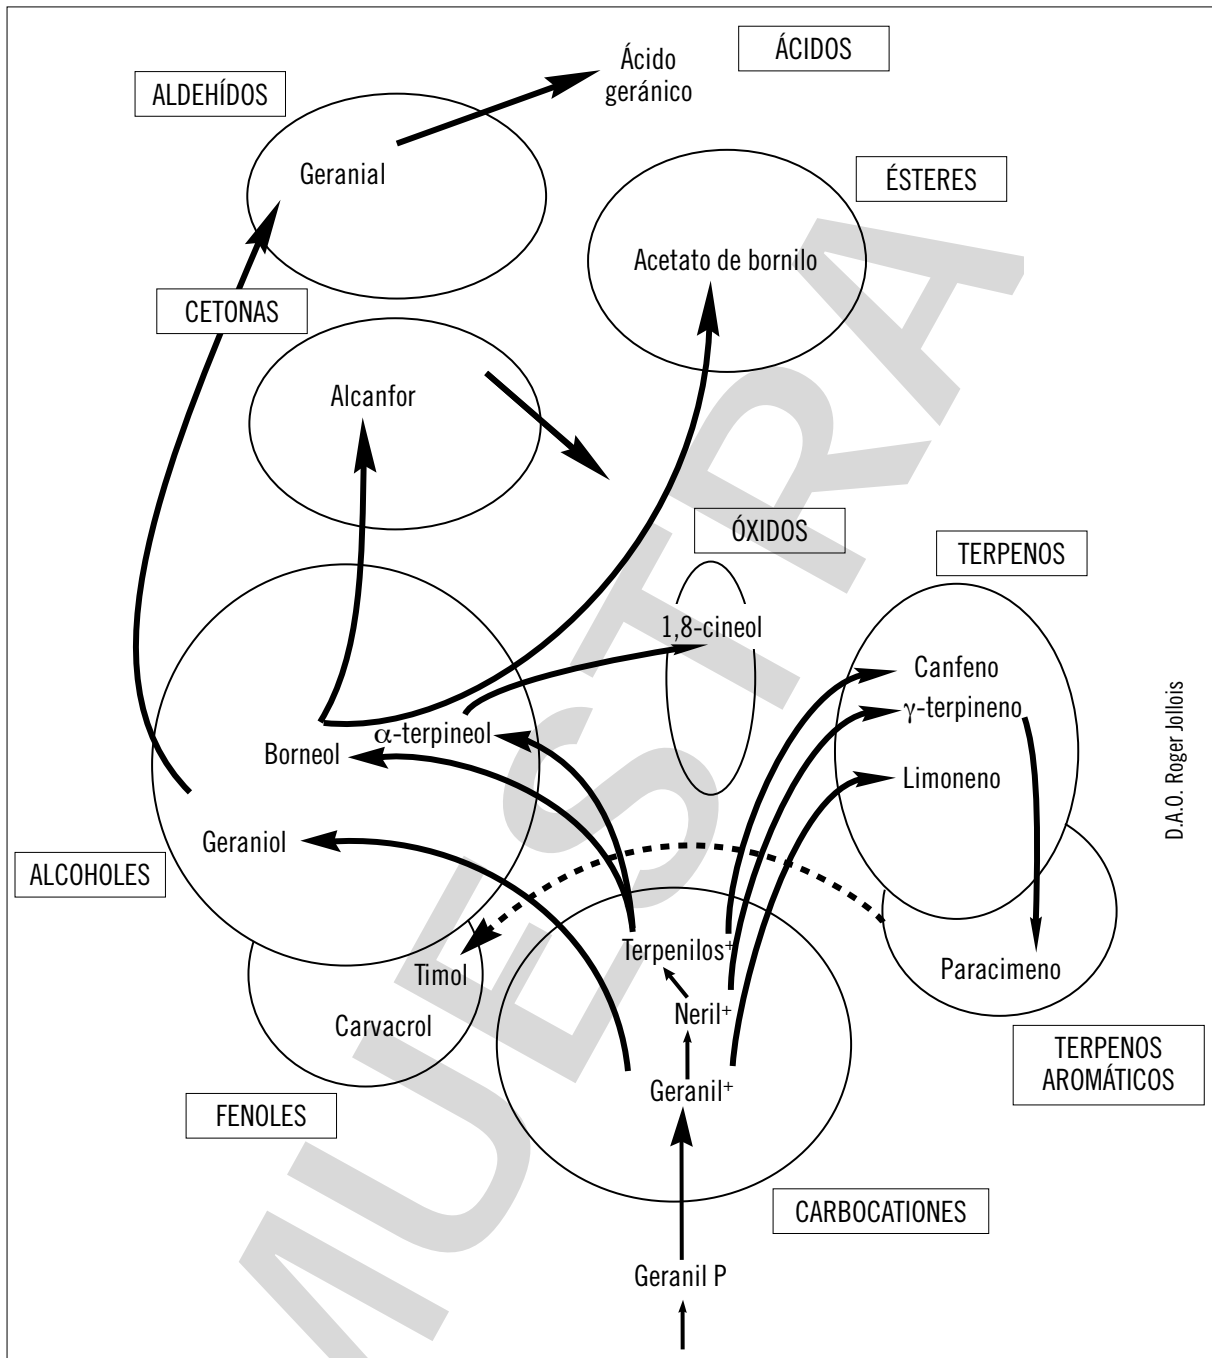 ÁCIDOS
Ácido
geránico
ALDEHÍDOS
Geranial
ÉSTERES
Acetato de bornilo
CETONAS
Alcanfor
ÓXIDOS
TERPENOS
1,8-cineol
Canfeno
γ-terpineno
α-terpineol
Borneol
Limoneno
Geraniol
ALCOHOLES
D.A.O. Roger Jollois
Terpenilos+
Timol
Paracimeno
Neril+
Carvacrol
TERPENOS
AROMÁTICOS
Geranil+
FENOLES
CARBOCATIONES
Geranil P
MUESTRA